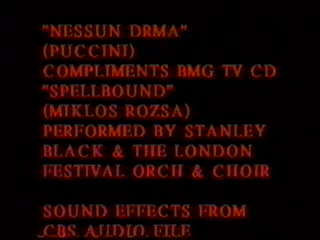 "NESSUN DRMA"
(PUCCINI)
COMPLIMENTS BMG TV CD
"SPELLBOUND"
(MIKLOS ROZSA)
PERFORMED BY STANLEY
BLACK & THE LONDON
FESTIVAL ORCH & CHOIR
SOUND EFFECTS FROM
CBS AUDIO FILE